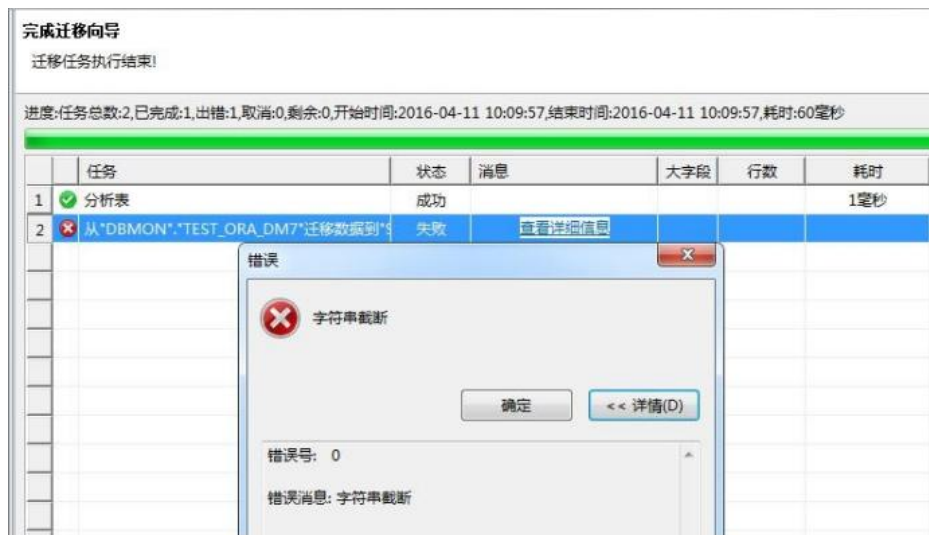 完成迁移向导
迁移任务执行结束!
进度:任务总数:2,已完成:1,出错:1,取消:0,剩余:0,开始时间:2016-04-11 10:09:57,结束时间:2016-04-11 10:09:57,耗时:60毫秒
任务 状态 消息 大字段 行数 耗时
1 分析表 成功 1毫秒
2 从"DBMON"."TEST_ORA_DM7"迁移数据到"S 失败 查看详细信息
错误
字符串截断
确定 << 详情(D)
错误号: 0
错误消息: 字符串截断